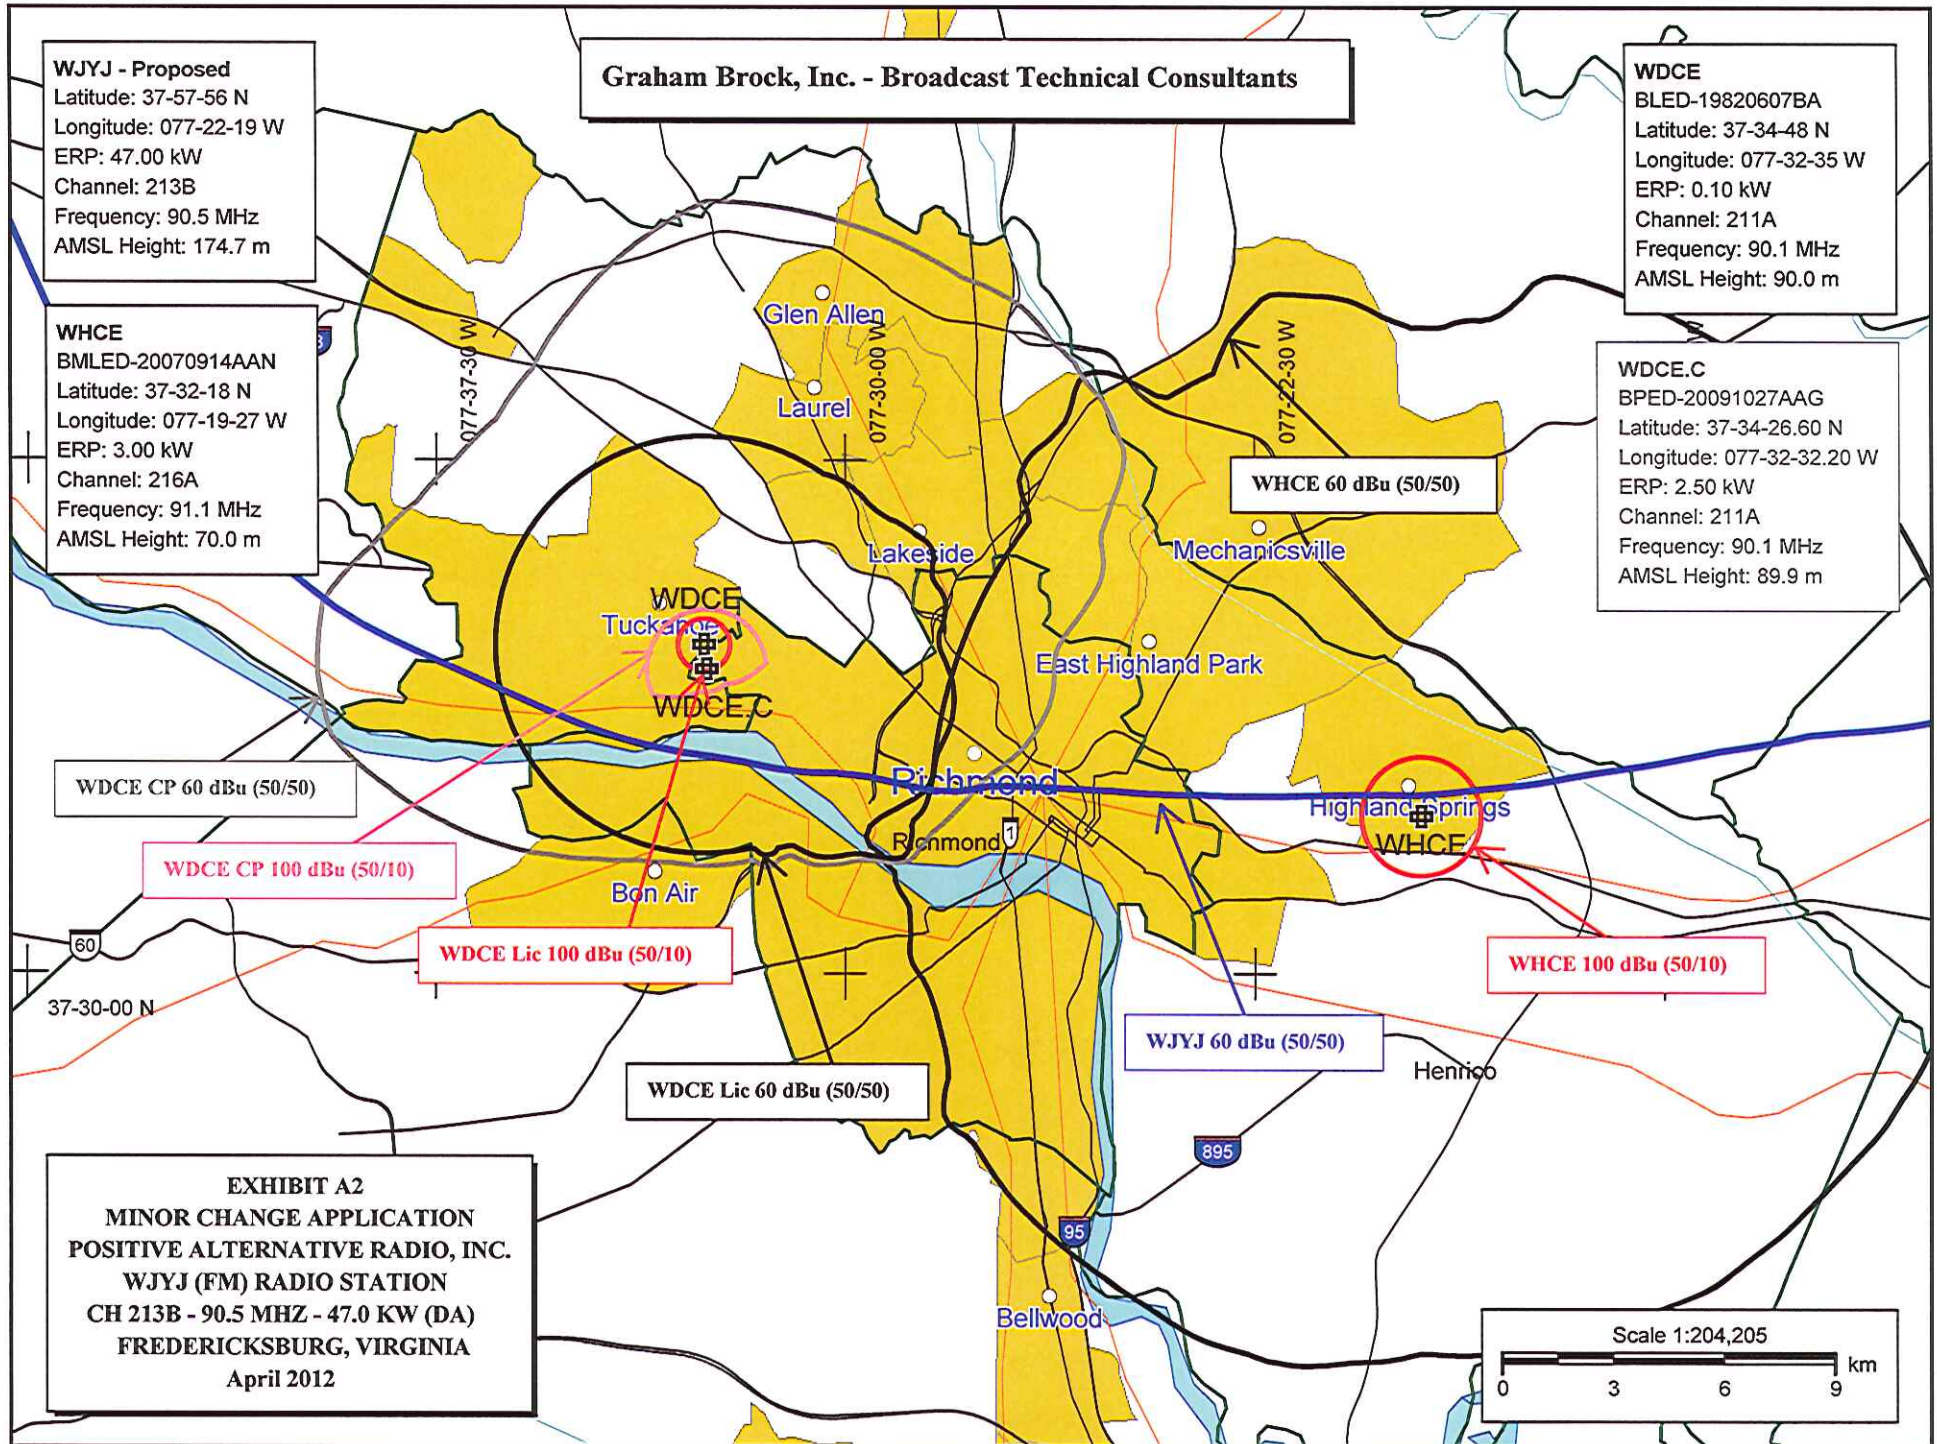 Graham Brock, Inc. - Broadcast Technical Consultants
WJYJ - Proposed
Latitude: 37-57-56 N
Longitude: 077-22-19 W
ERP: 47.00 kW
Channel: 213B
Frequency: 90.5 MHz
AMSL Height: 174.7 m
WDCE
BLED-19820607BA
Latitude: 37-34-48 N
Longitude: 077-32-35 W
ERP: 0.10 kW
Channel: 211A
Frequency: 90.1 MHz
AMSL Height: 90.0 m
WHCE
BMLED-20070914AAN
Latitude: 37-32-18 N
Longitude: 077-19-27 W
ERP: 3.00 kW
Channel: 216A
Frequency: 91.1 MHz
AMSL Height: 70.0 m
WDCE.C
BPED-20091027AAG
Latitude: 37-34-26.60 N
Longitude: 077-32-32.20 W
ERP: 2.50 kW
Channel: 211A
Frequency: 90.1 MHz
AMSL Height: 89.9 m
077-37-30 W
077-30-00 W
077-22-30 W
Glen Allen
Laurel
WHCE 60 dBu (50/50)
Lakeside
Mechanicsville
WDCE
Tuckahoe
East Highland Park
WDCE.C
WDCE CP 60 dBu (50/50)
Richmond
Highland Springs
Richmond
1
WHCE
WDCE CP 100 dBu (50/10)
Bon Air
60
WDCE Lic 100 dBu (50/10)
WHCE 100 dBu (50/10)
37-30-00 N
WJYJ 60 dBu (50/50)
Henrico
WDCE Lic 60 dBu (50/50)
895
95
Bellwood
EXHIBIT A2
MINOR CHANGE APPLICATION
POSITIVE ALTERNATIVE RADIO, INC.
WJYJ (FM) RADIO STATION
CH 213B - 90.5 MHZ - 47.0 KW (DA)
FREDERICKSBURG, VIRGINIA
April 2012
Scale 1:204,205
km
0 3 6 9